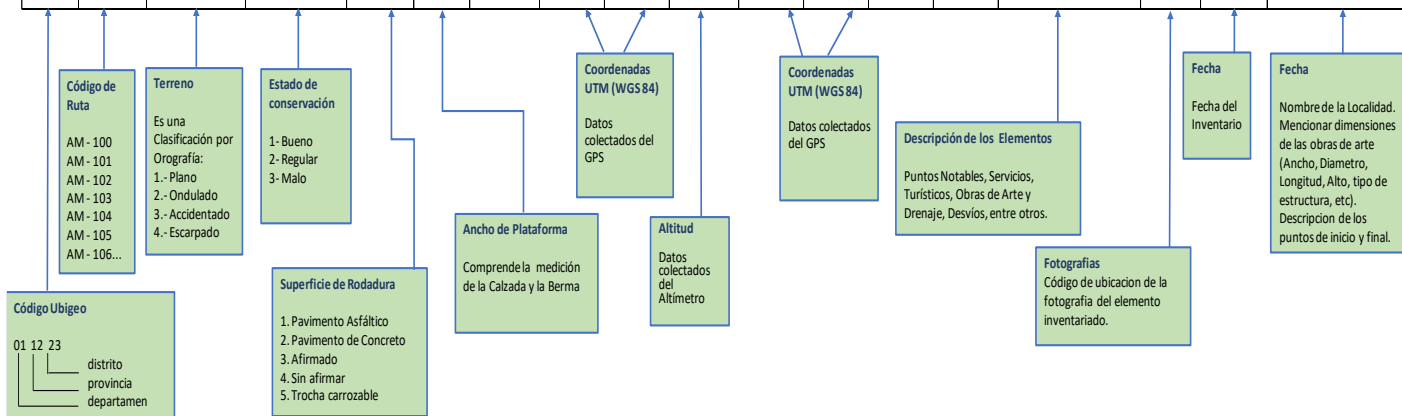 Código de
Ruta
AM - 100
AM - 101
AM - 102
AM - 103
AM - 104
AM - 105
AM - 106...
Terreno
Es una
Clasificación por
Orografía:
1.- Plano
2.- Ondulado
3.- Accidentado
4.- Escarpado
Estado de
conservación
1- Bueno
2- Regular
3- Malo
Coordenadas
UTM (WGS 84)
Datos
colectados del
GPS
Coordenadas
UTM (WGS 84)
Datos colectados
del GPS
Fecha
Fecha del
Inventario
Fecha
Nombre de la Localidad.
Mencionar dimensiones
de las obras de arte
(Ancho, Diametro,
Longitud, Alto, tipo de
estructura, etc).
Descripcion de los
puntos de inicio y final.
Descripción de los Elementos
Puntos Notables, Servicios,
Turísticos, Obras de Arte y
Drenaje, Desvíos, entre otros.
Ancho de Plataforma
Comprende la medición
de la Calzada y la Berma
Altitud
Datos
colectados
del
Altímetro
Fotografias
Código de ubicacion de la
fotografia del elemento
inventariado.
Superficie de Rodadura
1. Pavimento Asfáltico
2. Pavimento de Concreto
3. Afirmado
4. Sin afirmar
5. Trocha carrozable
Código Ubigeo
01 12 23
distrito
provincia
departamen